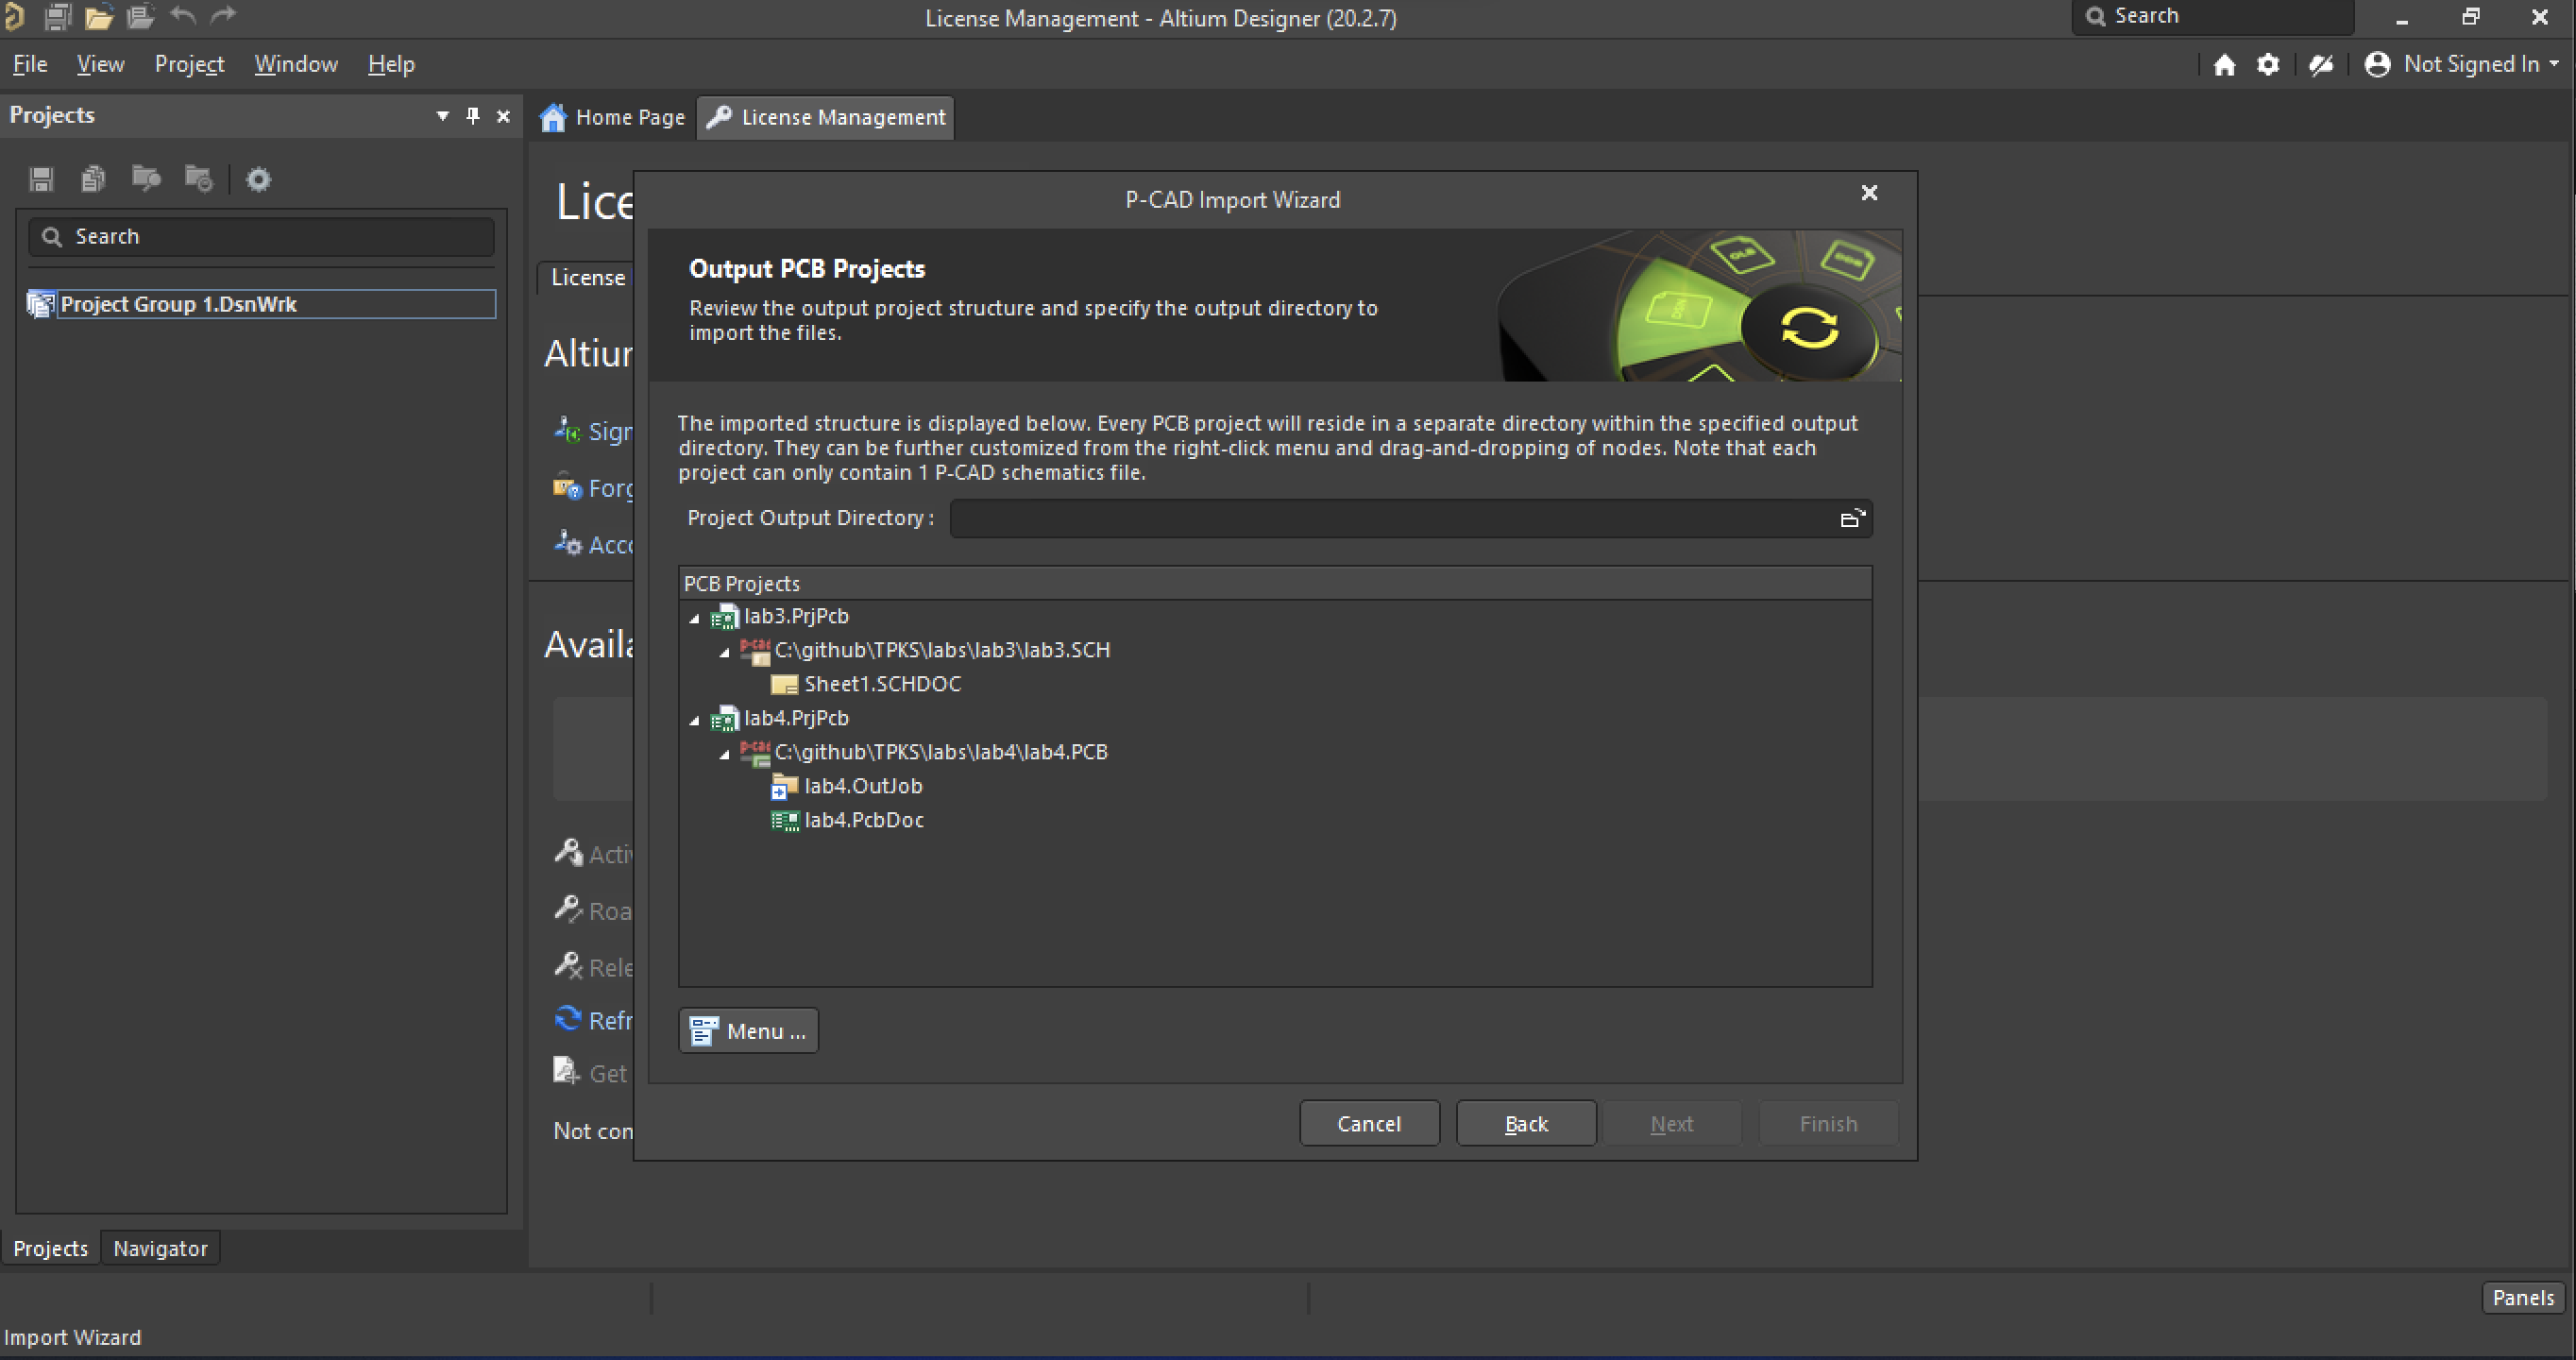 License Management - Altium Designer (20.2.7)
Search
File View Project Window Help
Not Signed In
Projects
Home Page
License Management
Search
Project Group 1.DsnWrk
Lice
License
Altiur
Sigr
Forg
Acco
Availa
Activ
Roa
Rele
Refr
Get
Not con
P-CAD Import Wizard
Output PCB Projects
Review the output project structure and specify the output directory to
import the files.
The imported structure is displayed below. Every PCB project will reside in a separate directory within the specified output
directory. They can be further customized from the right-click menu and drag-and-dropping of nodes. Note that each
project can only contain 1 P-CAD schematics file.
Project Output Directory :
PCB Projects
lab3.PrjPcb
C:\github\TPKS\labs\lab3\lab3.SCH
Sheet1.SCHDOC
lab4.PrjPcb
C:\github\TPKS\labs\lab4\lab4.PCB
lab4.OutJob
lab4.PcbDoc
Menu ...
Cancel
Back
Next
Finish
Projects
Navigator
Panels
Import Wizard